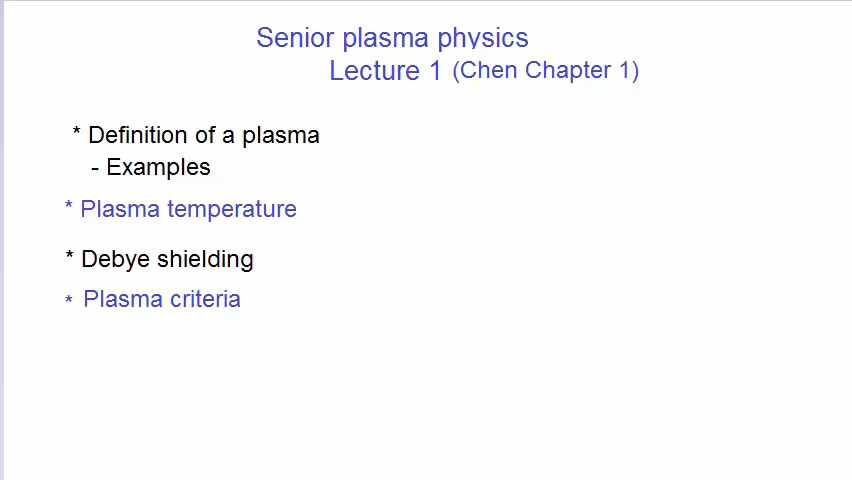 Senior plasma physics
Lecture 1 (Chen Chapter 1)
* Definition of a plasma
- Examples
* Plasma temperature
* Debye shielding
* Plasma criteria